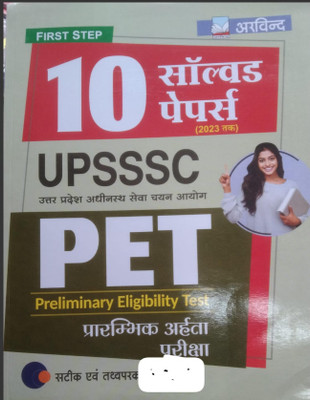 FIRST STEP
अरविन्द
10 सॉल्वड
पेपर्स
(2023 तक)
UPSSSC
उत्तर प्रदेश अधीनस्थ सेवा चयन आयोग
PET
Preliminary Eligibility Test
प्रारम्भिक अर्हता
परीक्षा
सटीक एवं तथ्यपरक